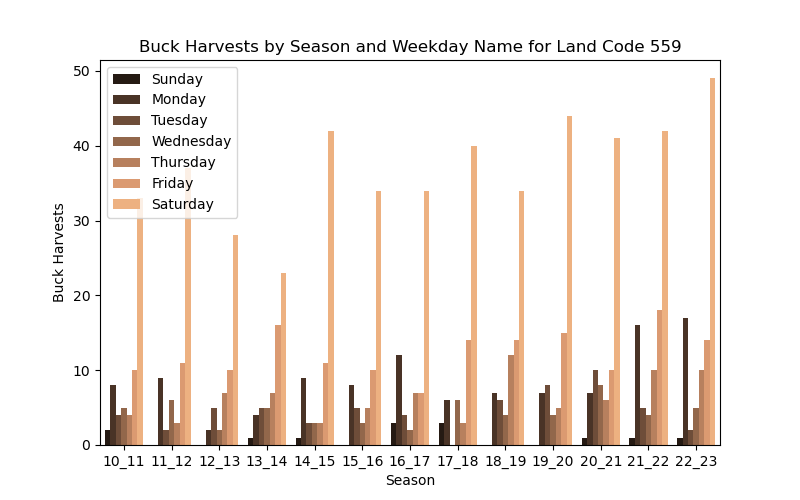 Buck Harvests by Season and Weekday Name for Land Code 559
50
40
30
20
10
0
Buck Harvests
Sunday
Monday
Tuesday
Wednesday
Thursday
Friday
Saturday
10_11 11_12 12_13 13_14 14_15 15_16 16_17 17_18 18_19 19_20 20_21 21_22 22_23
Season